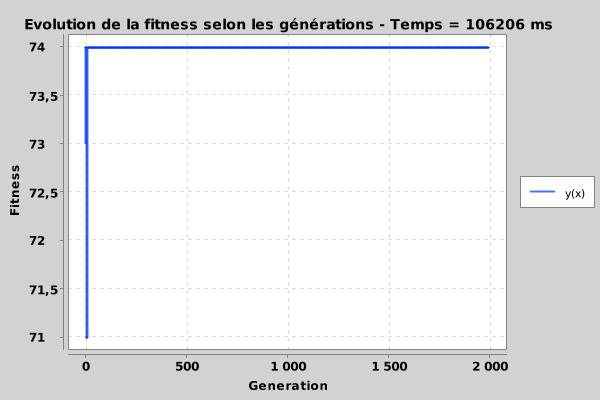 Evolution de la fitness selon les générations - Temps = 106206 ms
74
73,5
73
72,5
72
71,5
71
Fitness
0 500 1 000 1 500 2 000
Generation
y(x)